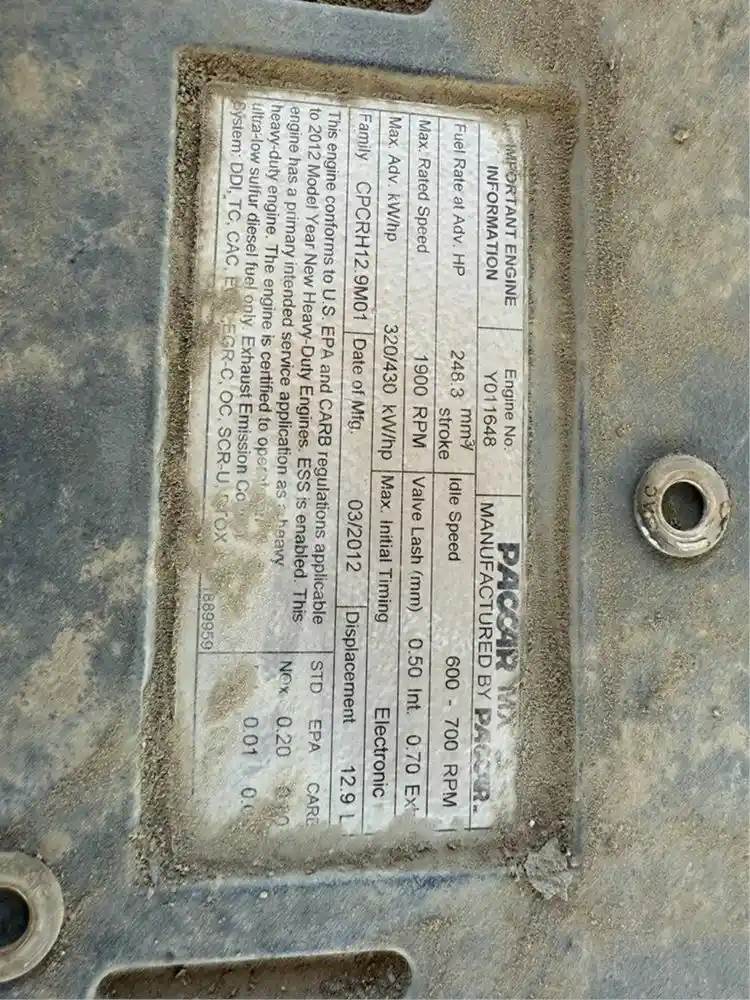 IMPORTANT ENGINE
INFORMATION
Engine No.
Y011648
PACCAR MX
MANUFACTURED BY PACCAR
Fuel Rate at Adv. HP 248.3 mm³/stroke
Idle Speed 600 - 700 RPM
Max. Rated Speed 1900 RPM
Valve Lash (mm) 0.50 Int. 0.70 Ext
Max. Adv. kW/hp 320/430 kW/hp
Max. Initial Timing Electronic
Family CPCRH12.9M01
Date of Mfg. 03/2012
Displacement 12.9 L
This engine conforms to U.S. EPA and CARB regulations applicable
to 2012 Model Year New Heavy-Duty Engines. ESS is enabled. This
engine has a primary intended service application as a heavy
heavy-duty engine. The engine is certified to operate
ultra-low sulfur diesel fuel only. Exhaust Emission Co
System: DDI, TC, CAC, EGR-C, OC, SCR-U,
STD EPA CARB
NOx 0.20
0.01
1889959
OK